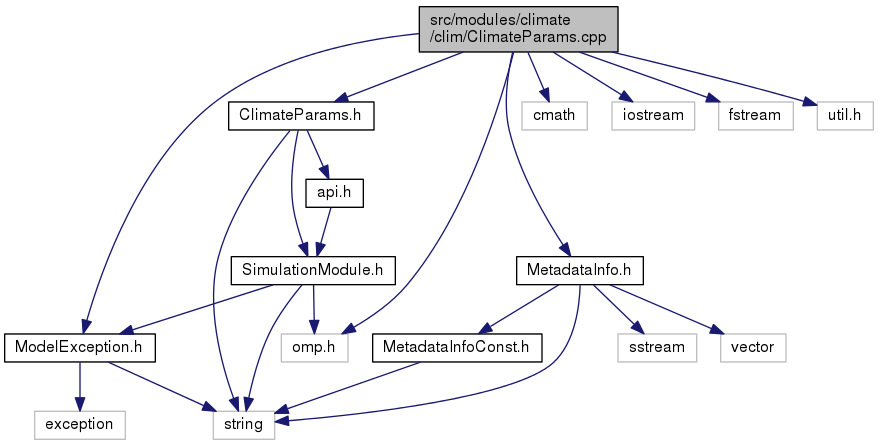 src/modules/climate
/clim/ClimateParams.cpp
ClimateParams.h
cmath
iostream
fstream
util.h
api.h
SimulationModule.h
MetadataInfo.h
ModelException.h
omp.h
MetadataInfoConst.h
sstream
vector
exception
string